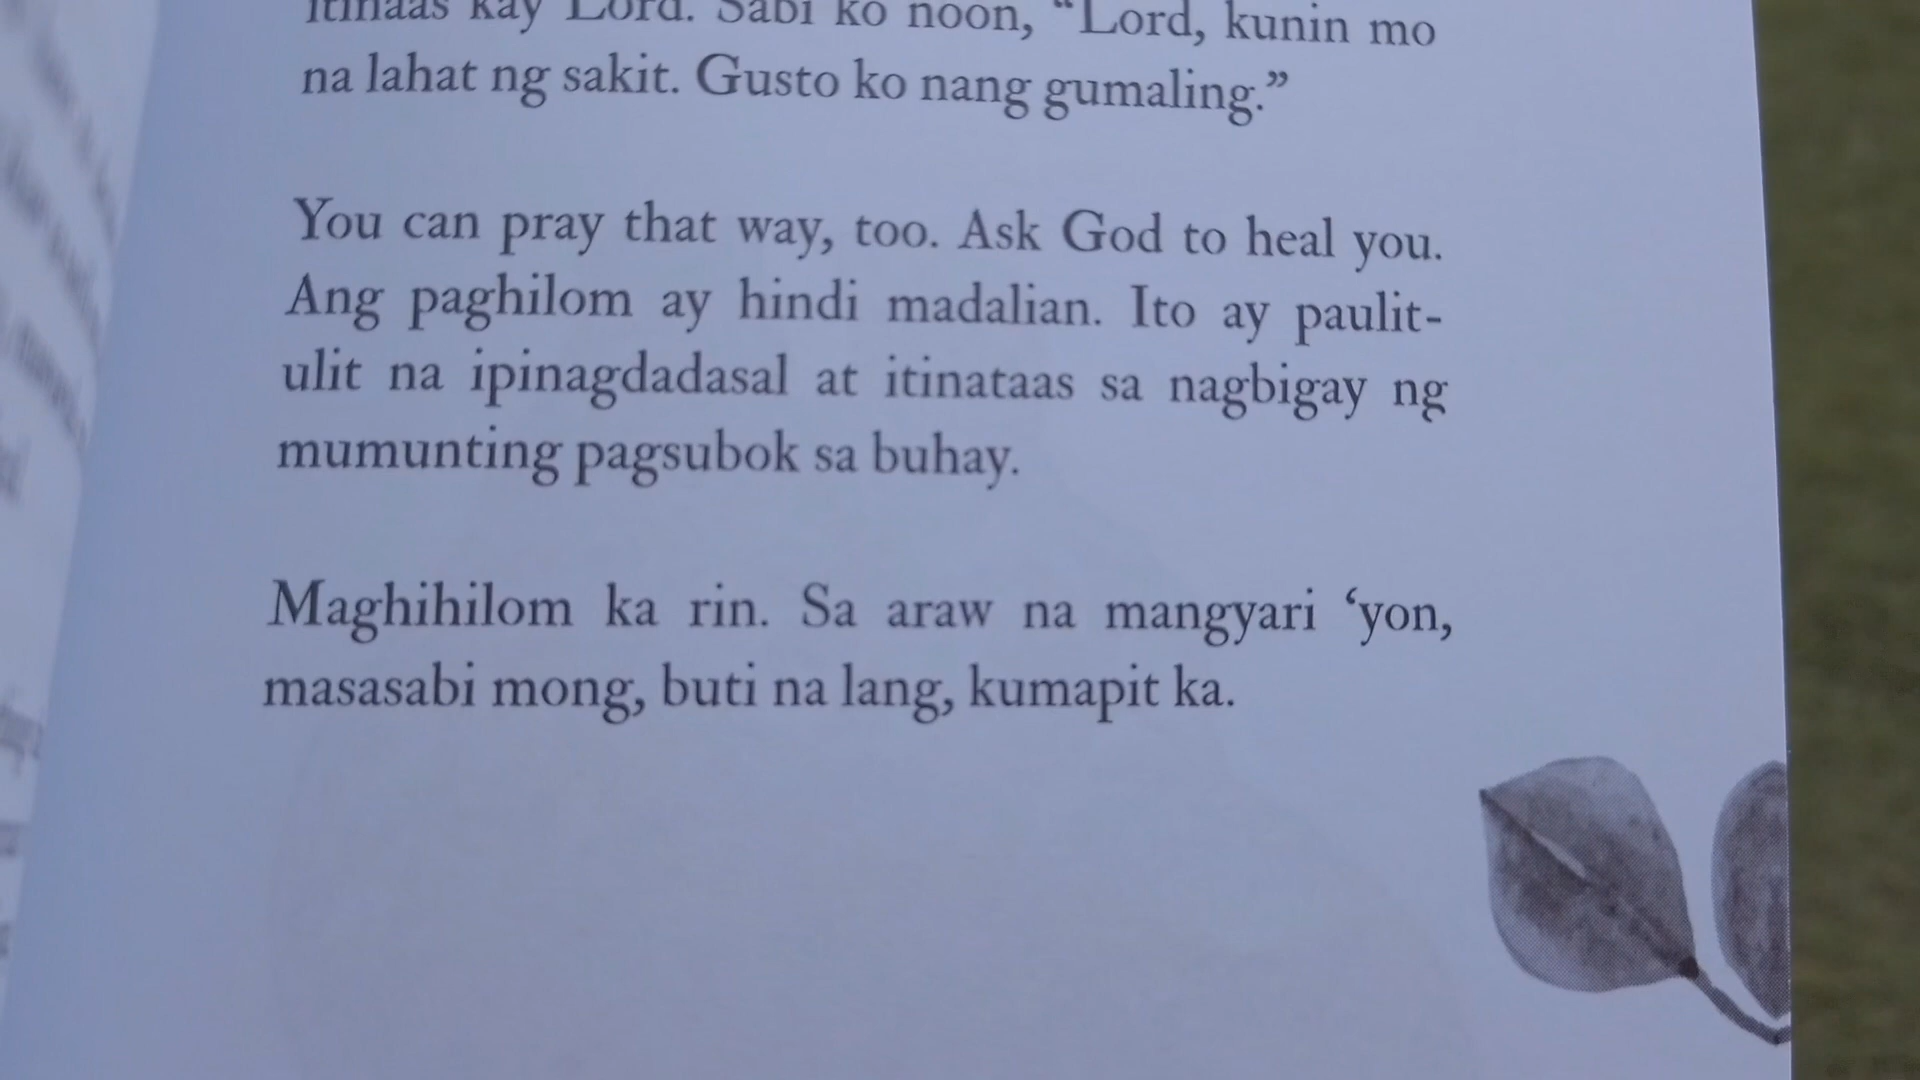 itinaas kay Lord. Sabi ko noon, “Lord, kunin mo
na lahat ng sakit. Gusto ko nang gumaling.”
You can pray that way, too. Ask God to heal you.
Ang paghilom ay hindi madalian. Ito ay paulit-
ulit na ipinagdadasal at itinataas sa nagbigay ng
mumunting pagsubok sa buhay.
Maghihilom ka rin. Sa araw na mangyari ‘yon,
masasabi mong, buti na lang, kumapit ka.